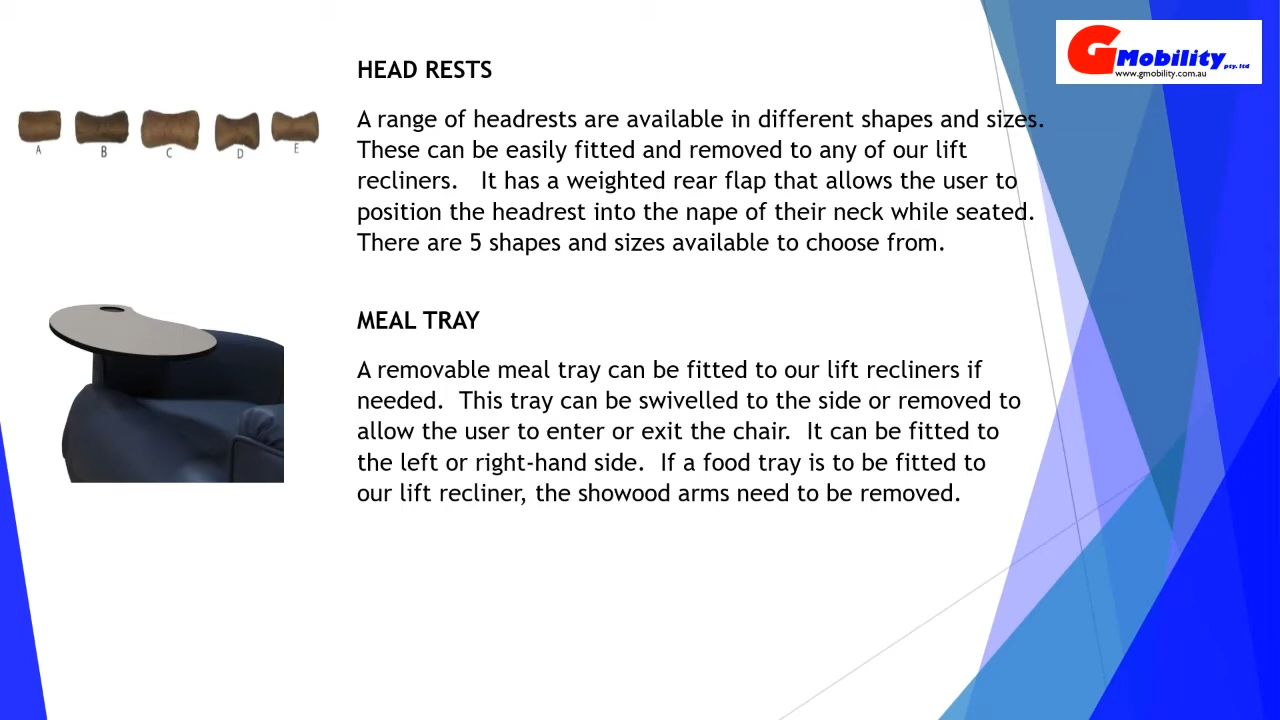 GMobility pty. ltd
www.gmobility.com.au
HEAD RESTS
A range of headrests are available in different shapes and sizes.
These can be easily fitted and removed to any of our lift
recliners.   It has a weighted rear flap that allows the user to
position the headrest into the nape of their neck while seated.
There are 5 shapes and sizes available to choose from.
A B C D E
MEAL TRAY
A removable meal tray can be fitted to our lift recliners if
needed.  This tray can be swivelled to the side or removed to
allow the user to enter or exit the chair.  It can be fitted to
the left or right-hand side.  If a food tray is to be fitted to
our lift recliner, the showood arms need to be removed.